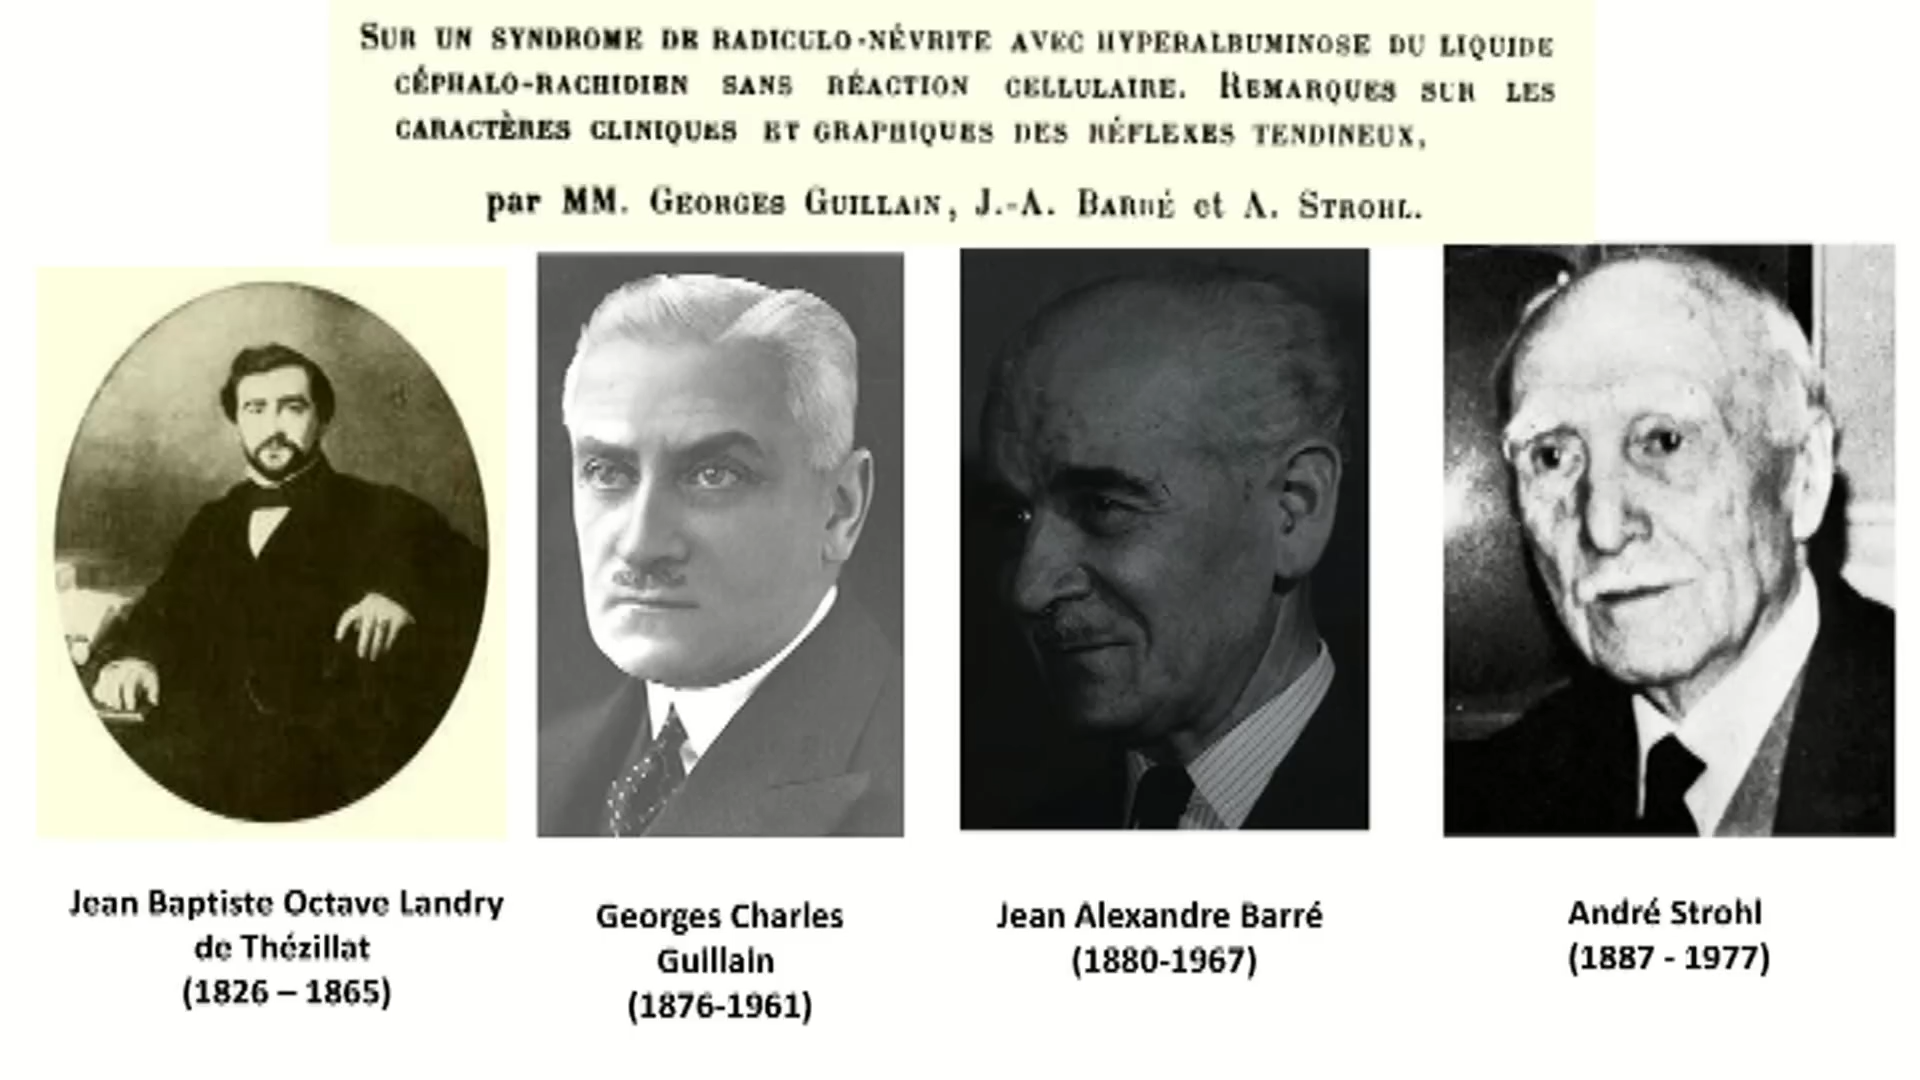 SUR UN SYNDROME DE RADICULO-NÉVRITE AVEC HYPERALBUMINOSE DU LIQUIDE
CÉPHALO-RACHIDIEN SANS RÉACTION CELLULAIRE. REMARQUES SUR LES
CARACTÈRES CLINIQUES ET GRAPHIQUES DES RÉFLEXES TENDINEUX,
par MM. GEORGES GUILLAIN, J.-A. BARRÉ et A. STROHL.
Jean Baptiste Octave Landry
de Thézillat
(1826 – 1865)
Georges Charles
Guillain
(1876-1961)
Jean Alexandre Barré
(1880-1967)
André Strohl
(1887 - 1977)